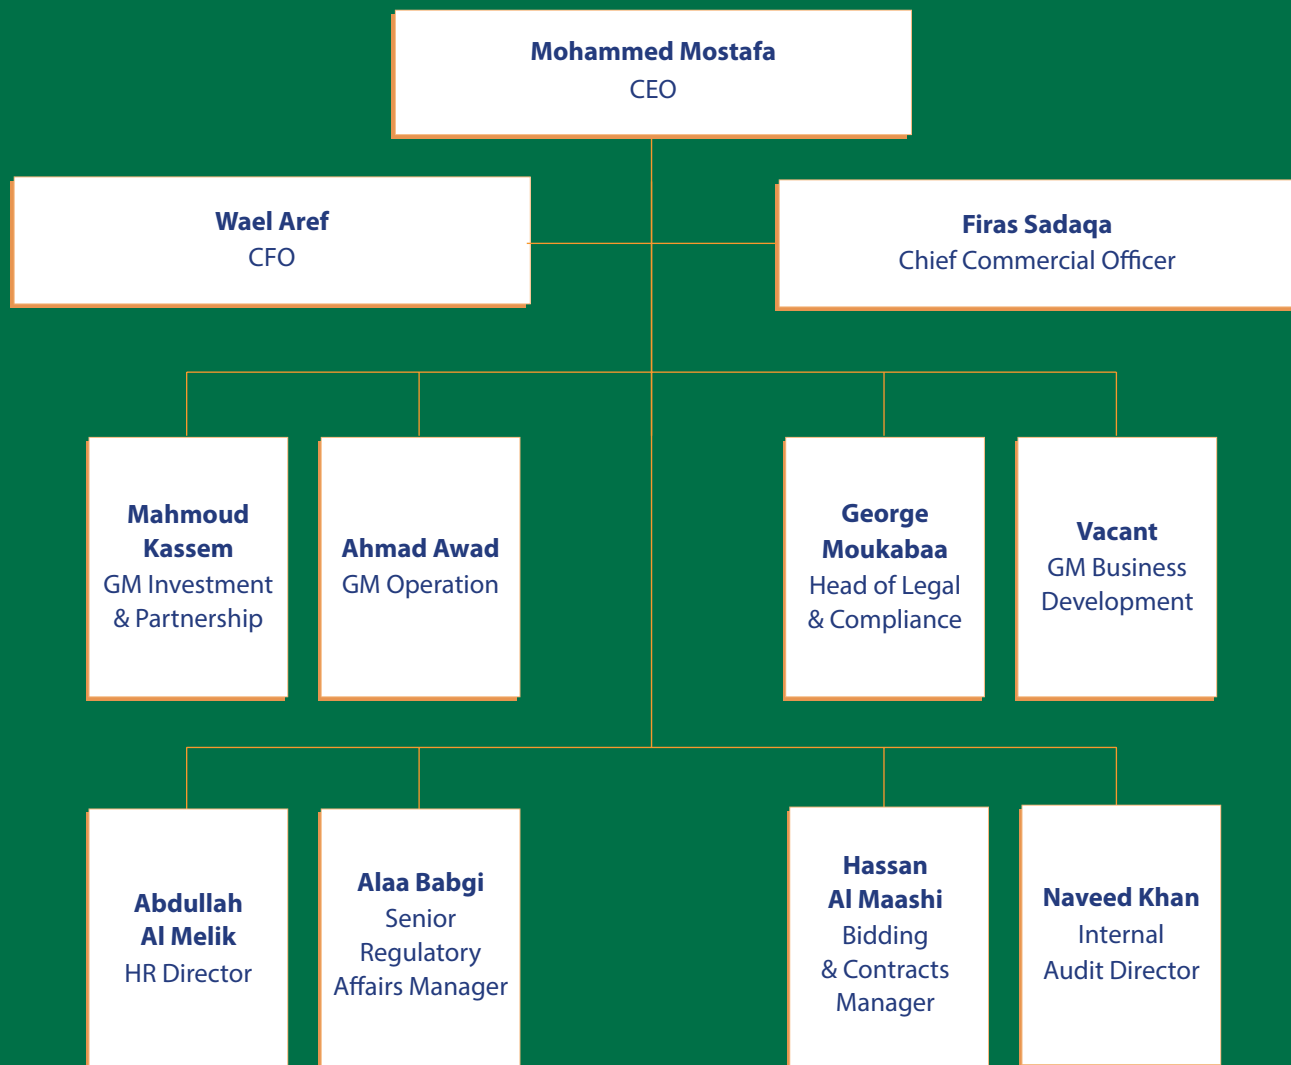 Mohammed Mostafa
CEO
Wael Aref
CFO
Firas Sadaqa
Chief Commercial Officer
Mahmoud
Kassem
GM Investment
& Partnership
Ahmad Awad
GM Operation
George
Moukabaa
Head of Legal
& Compliance
Vacant
GM Business
Development
Abdullah
Al Melik
HR Director
Alaa Babgi
Senior
Regulatory
Affairs Manager
Hassan
Al Maashi
Bidding
& Contracts
Manager
Naveed Khan
Internal
Audit Director